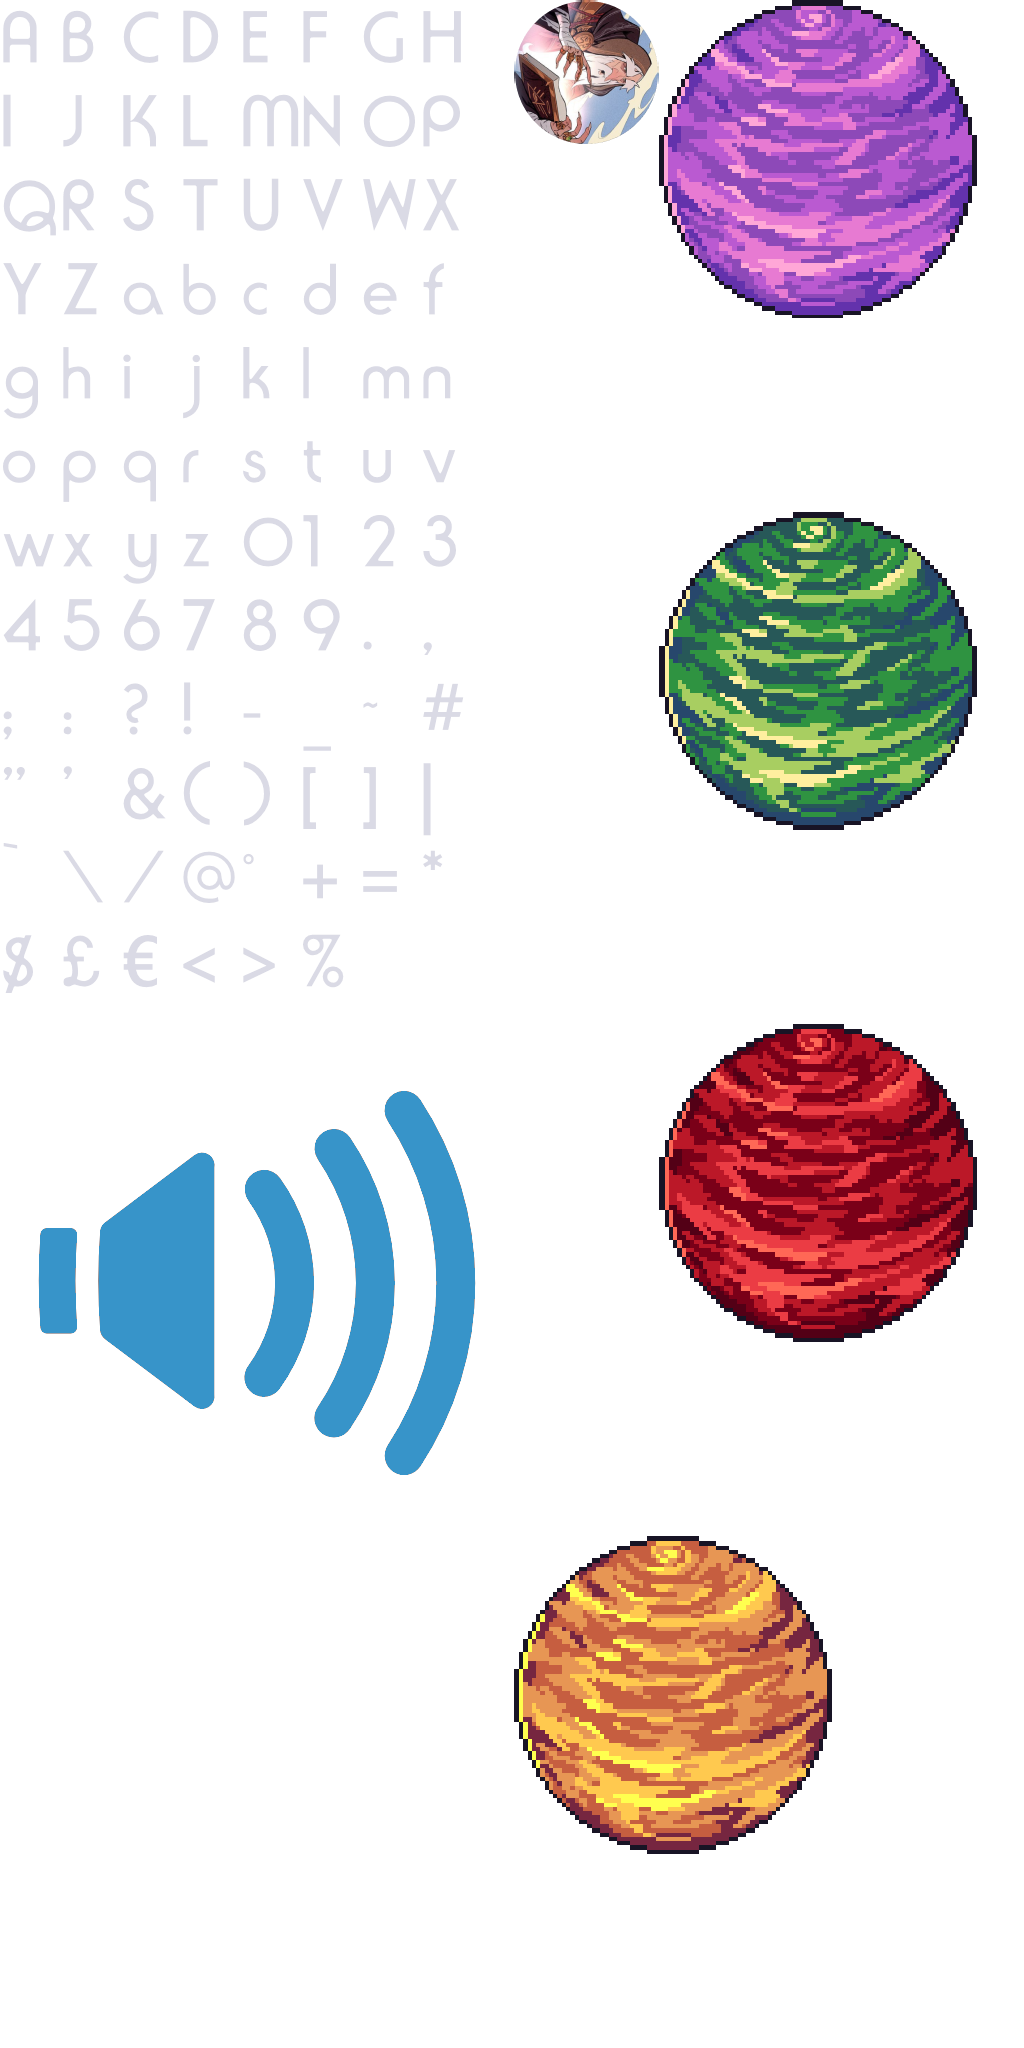 A B C D E F G H
I J K L M N O P
Q R S T U V W X
Y Z a b c d e f
g h i j k l m n
o p q r s t u v
w x y z 0 1 2 3
4 5 6 7 8 9 . ,
; : ? ! - _ ~ #
" ' & ( ) [ ] |
` \ / @ ° + = *
$ £ € < > %